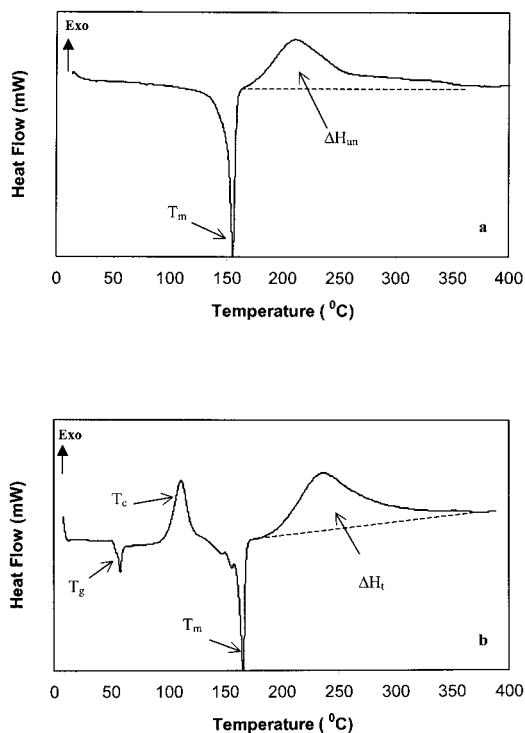 Exo
Heat Flow (mW)
ΔHun
Tm
a
0 50 100 150 200 250 300 350 400
Temperature ( ⁰C)
Exo
Heat Flow (mW)
Tc
Tg
ΔHt
Tm
b
0 50 100 150 200 250 300 350 400
Temperature ( ⁰C)